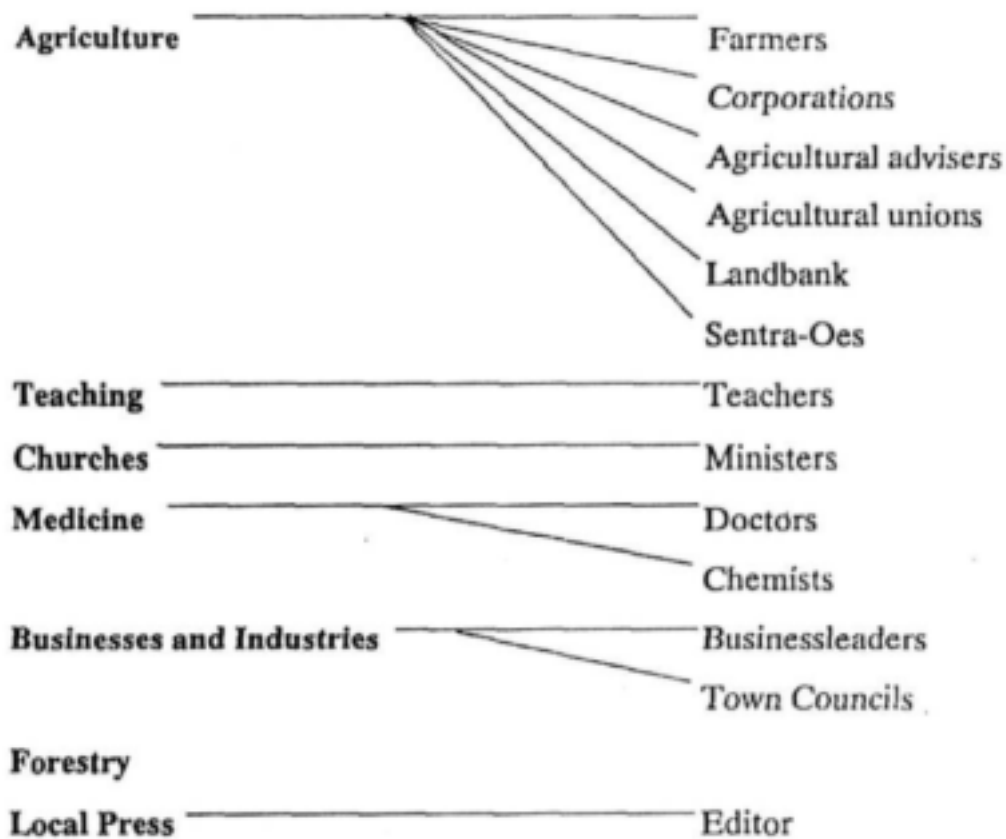 Agriculture Farmers
Corporations
Agricultural advisers
Agricultural unions
Landbank
Sentra-Oes
Teaching Teachers
Churches Ministers
Medicine Doctors
Chemists
Businesses and Industries Businessleaders
Town Councils
Forestry
Local Press Editor